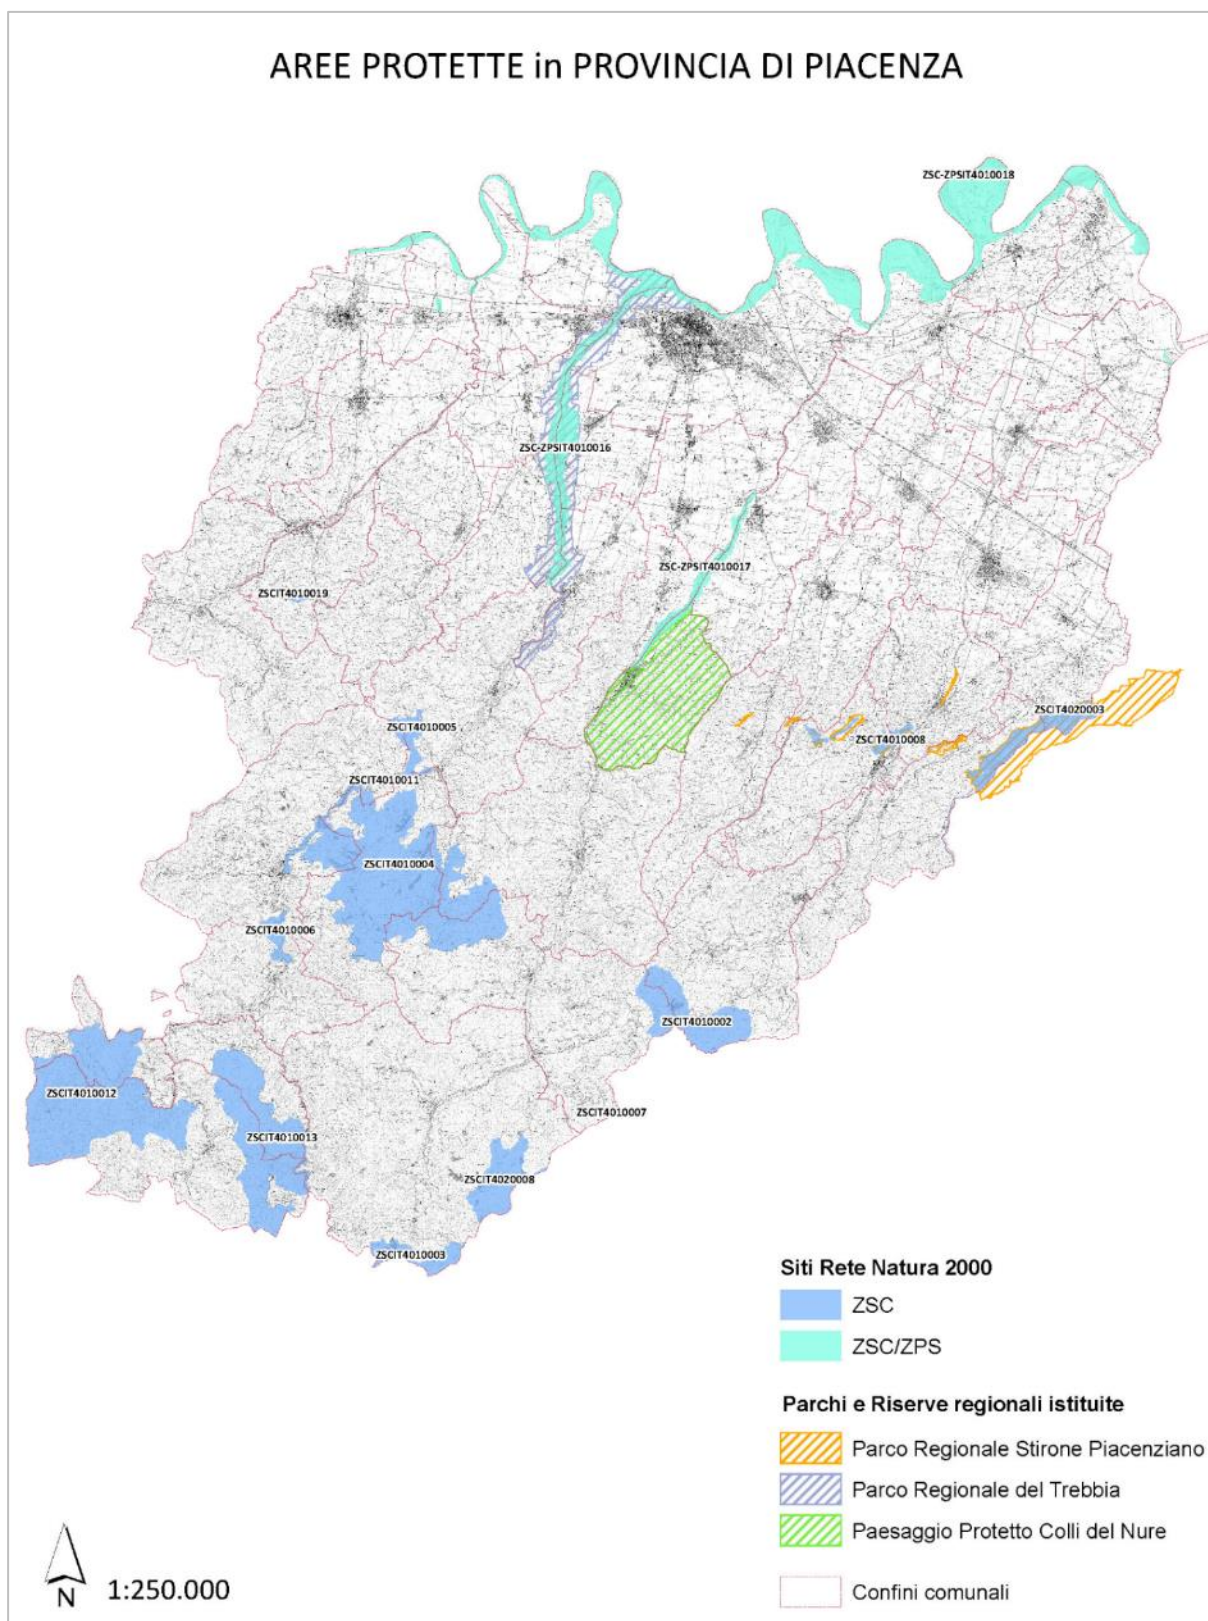 AREE PROTETTE in PROVINCIA DI PIACENZA
ZSC-ZPSIT4010018
ZSC-ZPSIT4010016
ZSC-ZPSIT4010017
ZSCIT4010019
ZSCIT4020003
ZSCIT4010005
ZSCIT4010008
ZSCIT4010011
ZSCIT4010004
ZSCIT4010006
ZSCIT4010002
ZSCIT4010012
ZSCIT4010007
ZSCIT4010013
ZSCIT4020008
ZSCIT4010003
Siti Rete Natura 2000
ZSC
ZSC/ZPS
Parchi e Riserve regionali istituite
Parco Regionale Stirone Piacenziano
Parco Regionale del Trebbia
Paesaggio Protetto Colli del Nure
Confini comunali
N
1:250.000